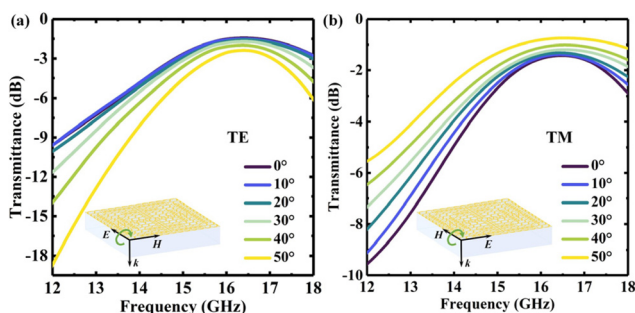 (a)
Transmittance (dB)
0
-3
-6
-9
-12
-15
-18
TE
0°
10°
20°
30°
40°
50°
E
H
k
12 13 14 15 16 17 18
Frequency (GHz)
(b)
Transmittance (dB)
0
-2
-4
-6
-8
-10
TM
0°
10°
20°
30°
40°
50°
H
E
k
12 13 14 15 16 17 18
Frequency (GHz)